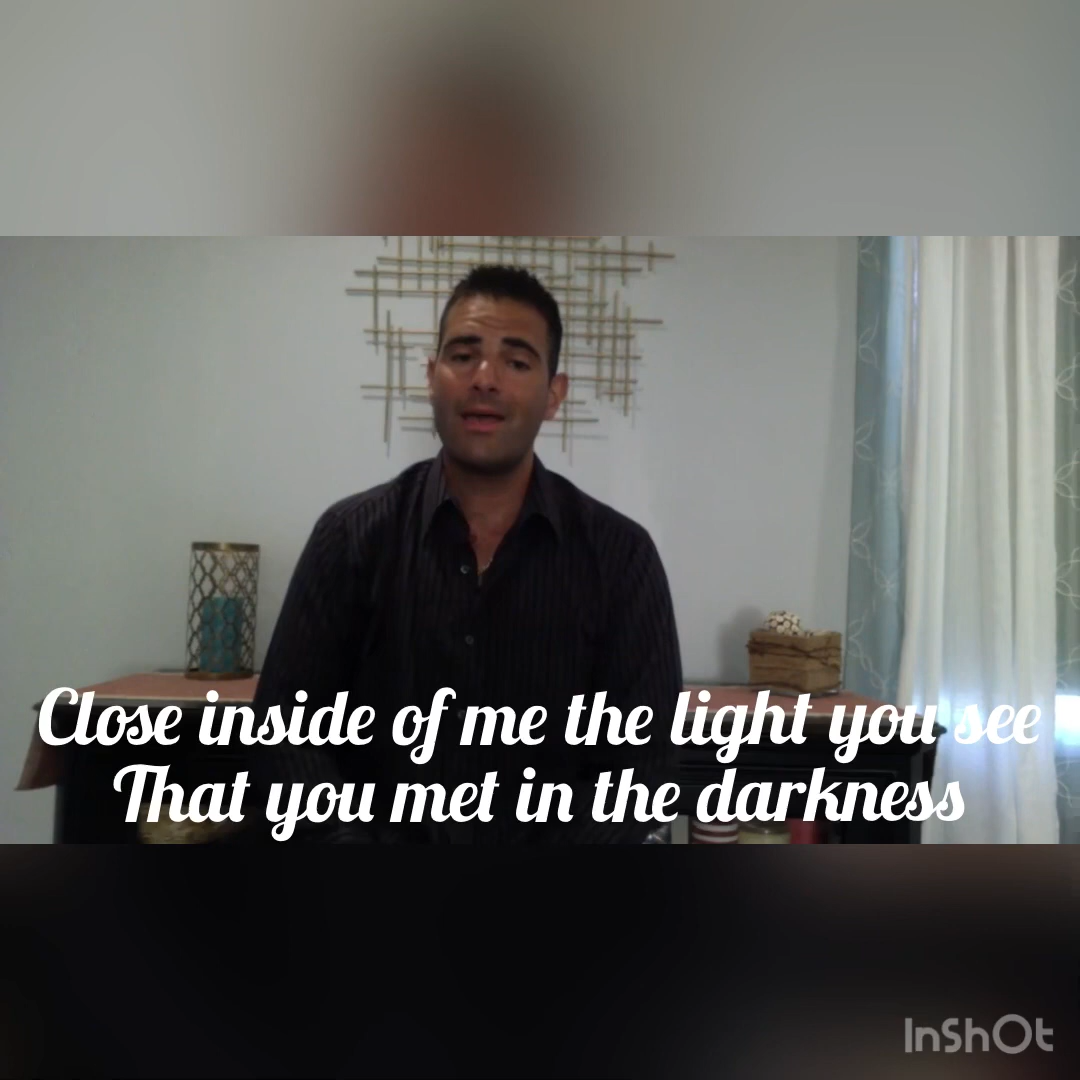 Close inside of me the light you see
That you met in the darkness
InShOt